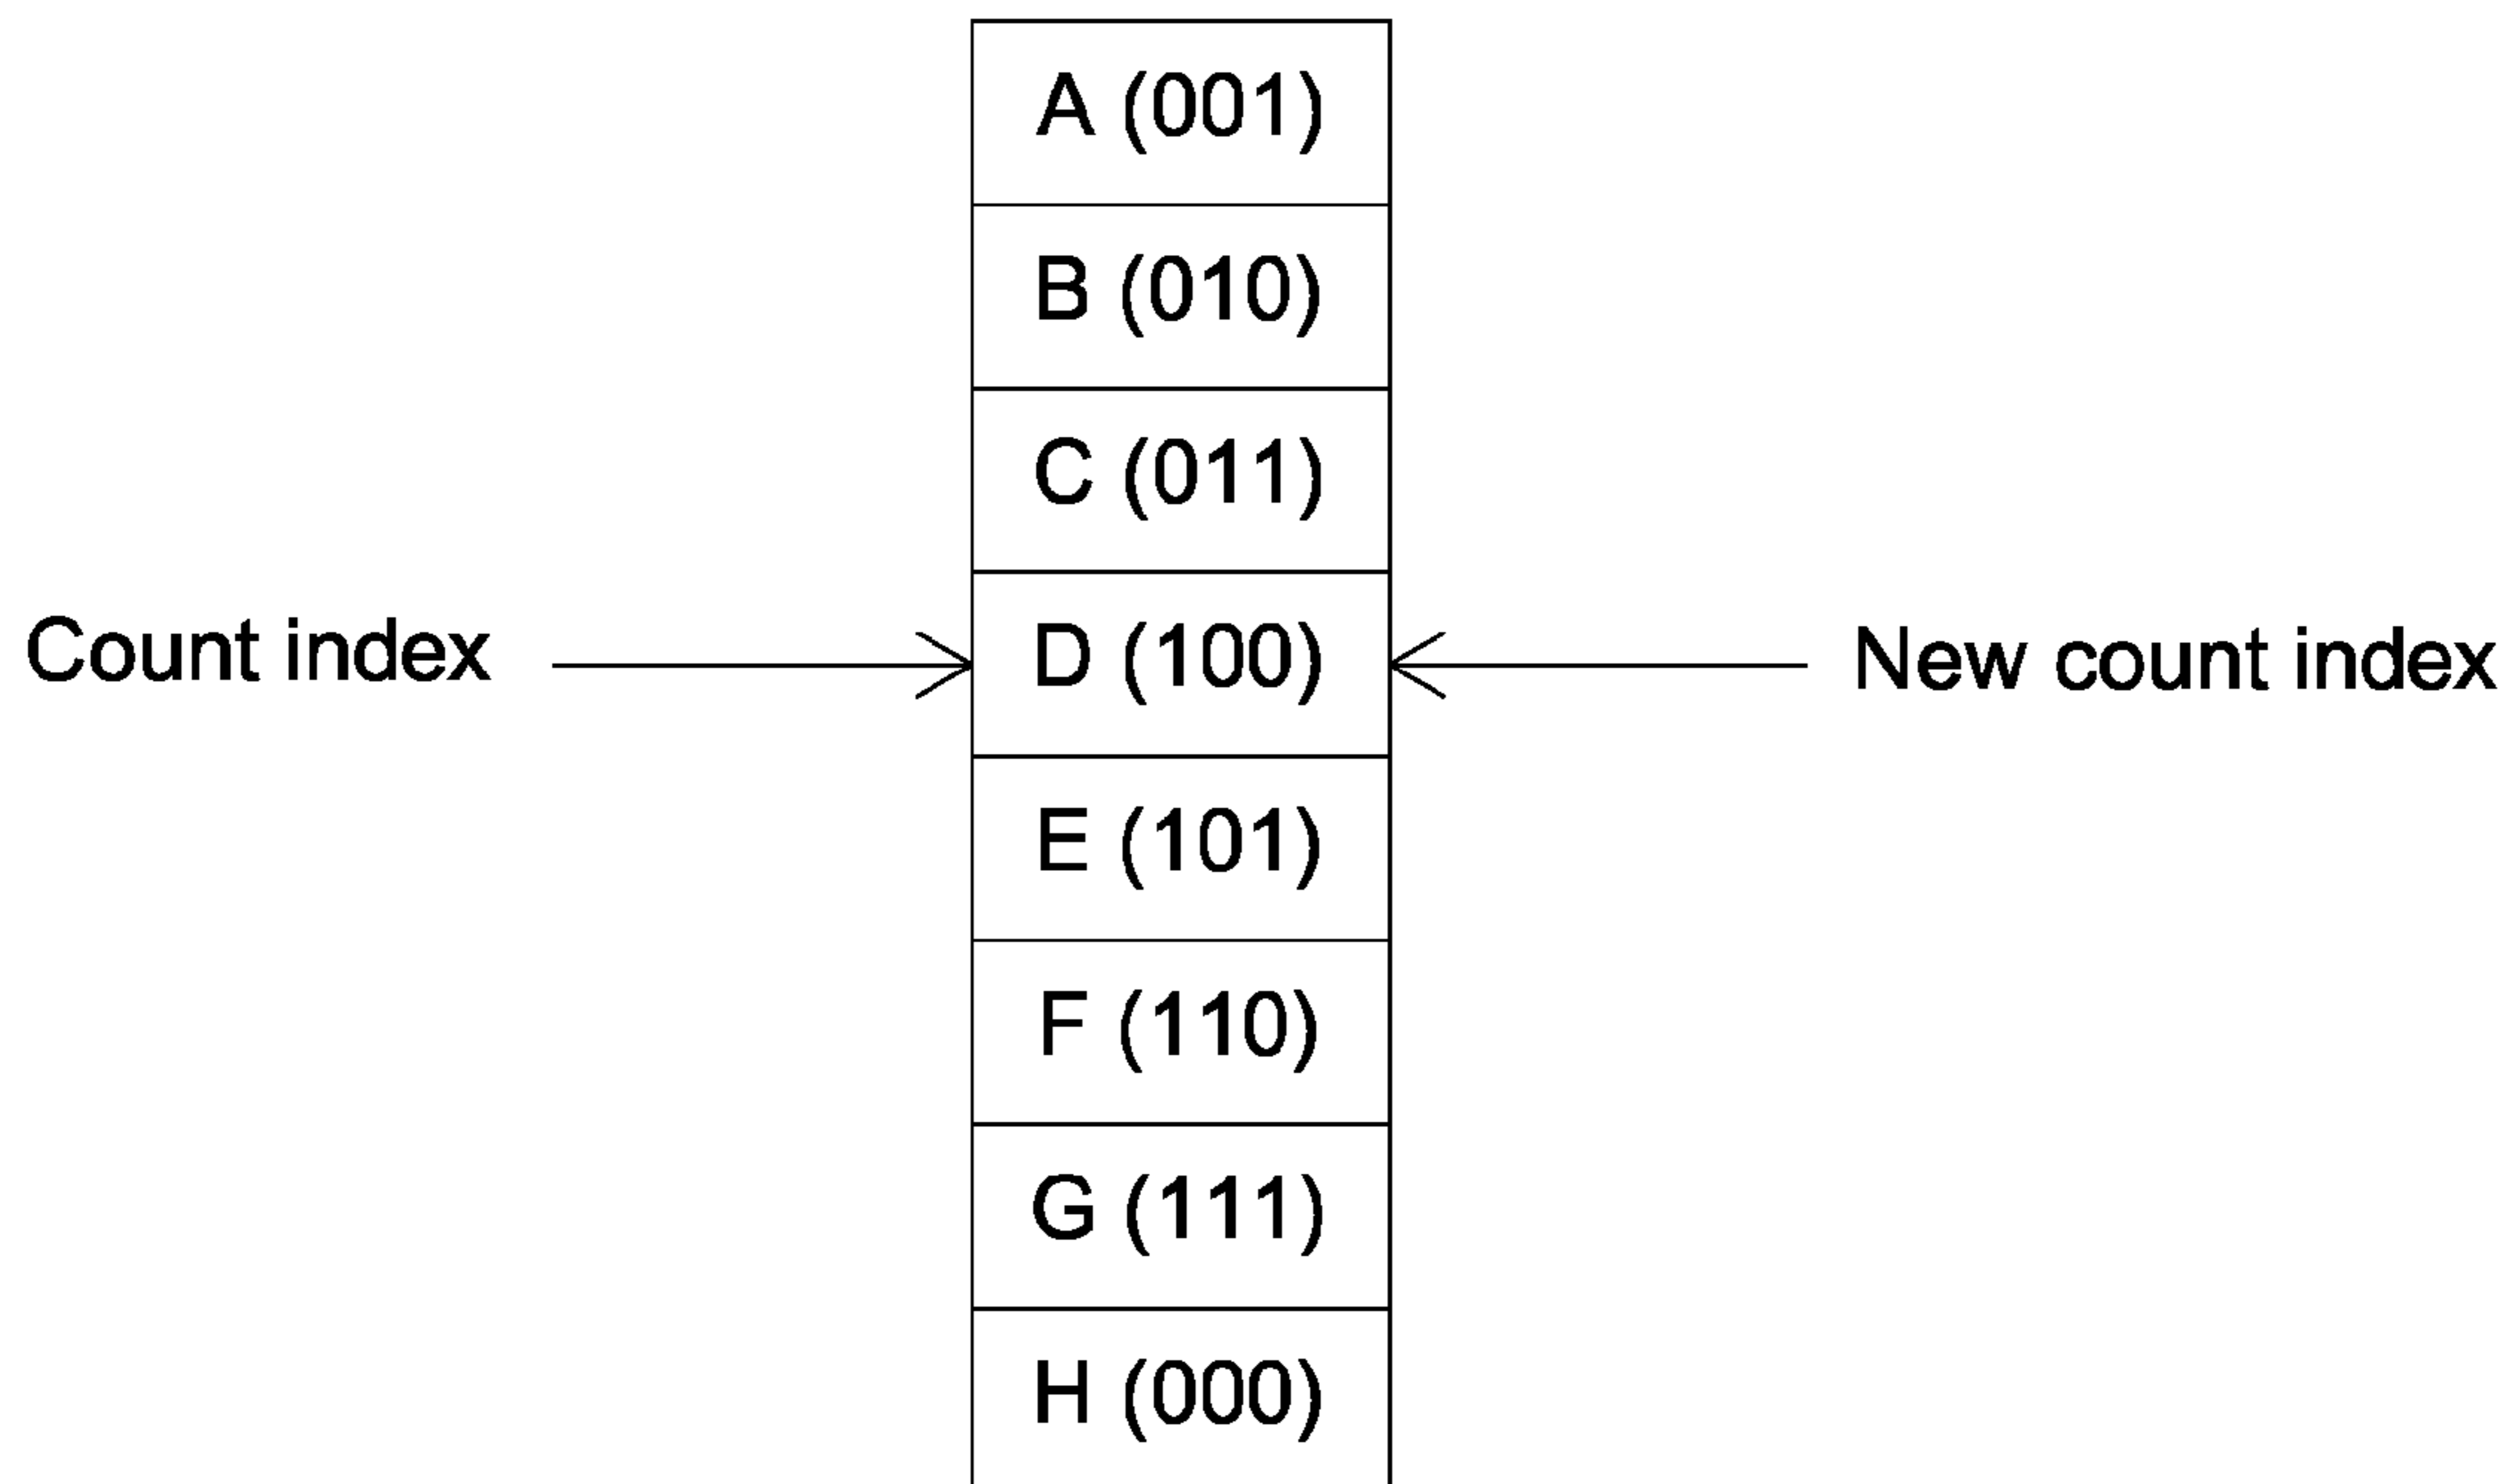 A (001)
B (010)
C (011)
Count index
D (100)
New count index
E (101)
F (110)
G (111)
H (000)